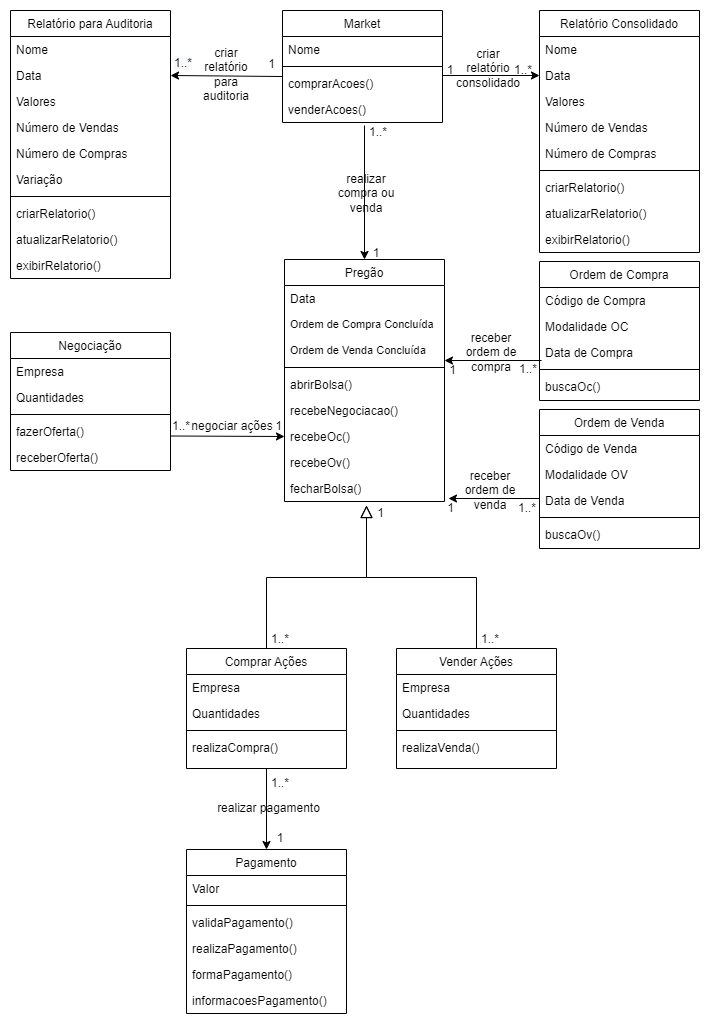 Relatório para Auditoria
Nome
Data
Valores
Número de Vendas
Número de Compras
Variação
criarRelatorio()
atualizarRelatorio()
exibirRelatorio()
1..*
criar
relatório
para
auditoria
1
Market
Nome
comprarAcoes()
venderAcoes()
1
criar
relatório
consolidado
1..*
Relatório Consolidado
Nome
Data
Valores
Número de Vendas
Número de Compras
criarRelatorio()
atualizarRelatorio()
exibirRelatorio()
1..*
realizar
compra ou
venda
1
Pregão
Data
Ordem de Compra Concluída
Ordem de Venda Concluída
abrirBolsa()
recebeNegociacao()
recebeOc()
recebeOv()
fecharBolsa()
Negociação
Empresa
Quantidades
fazerOferta()
receberOferta()
1..*
negociar ações
1
Ordem de Compra
Código de Compra
Modalidade OC
Data de Compra
buscaOc()
receber
ordem de
compra
1
1..*
Ordem de Venda
Código de Venda
Modalidade OV
Data de Venda
buscaOv()
receber
ordem de
venda
1
1..*
1
1..*
1..*
Comprar Ações
Empresa
Quantidades
realizaCompra()
Vender Ações
Empresa
Quantidades
realizaVenda()
1..*
realizar pagamento
1
Pagamento
Valor
validaPagamento()
realizaPagamento()
formaPagamento()
informacoesPagamento()